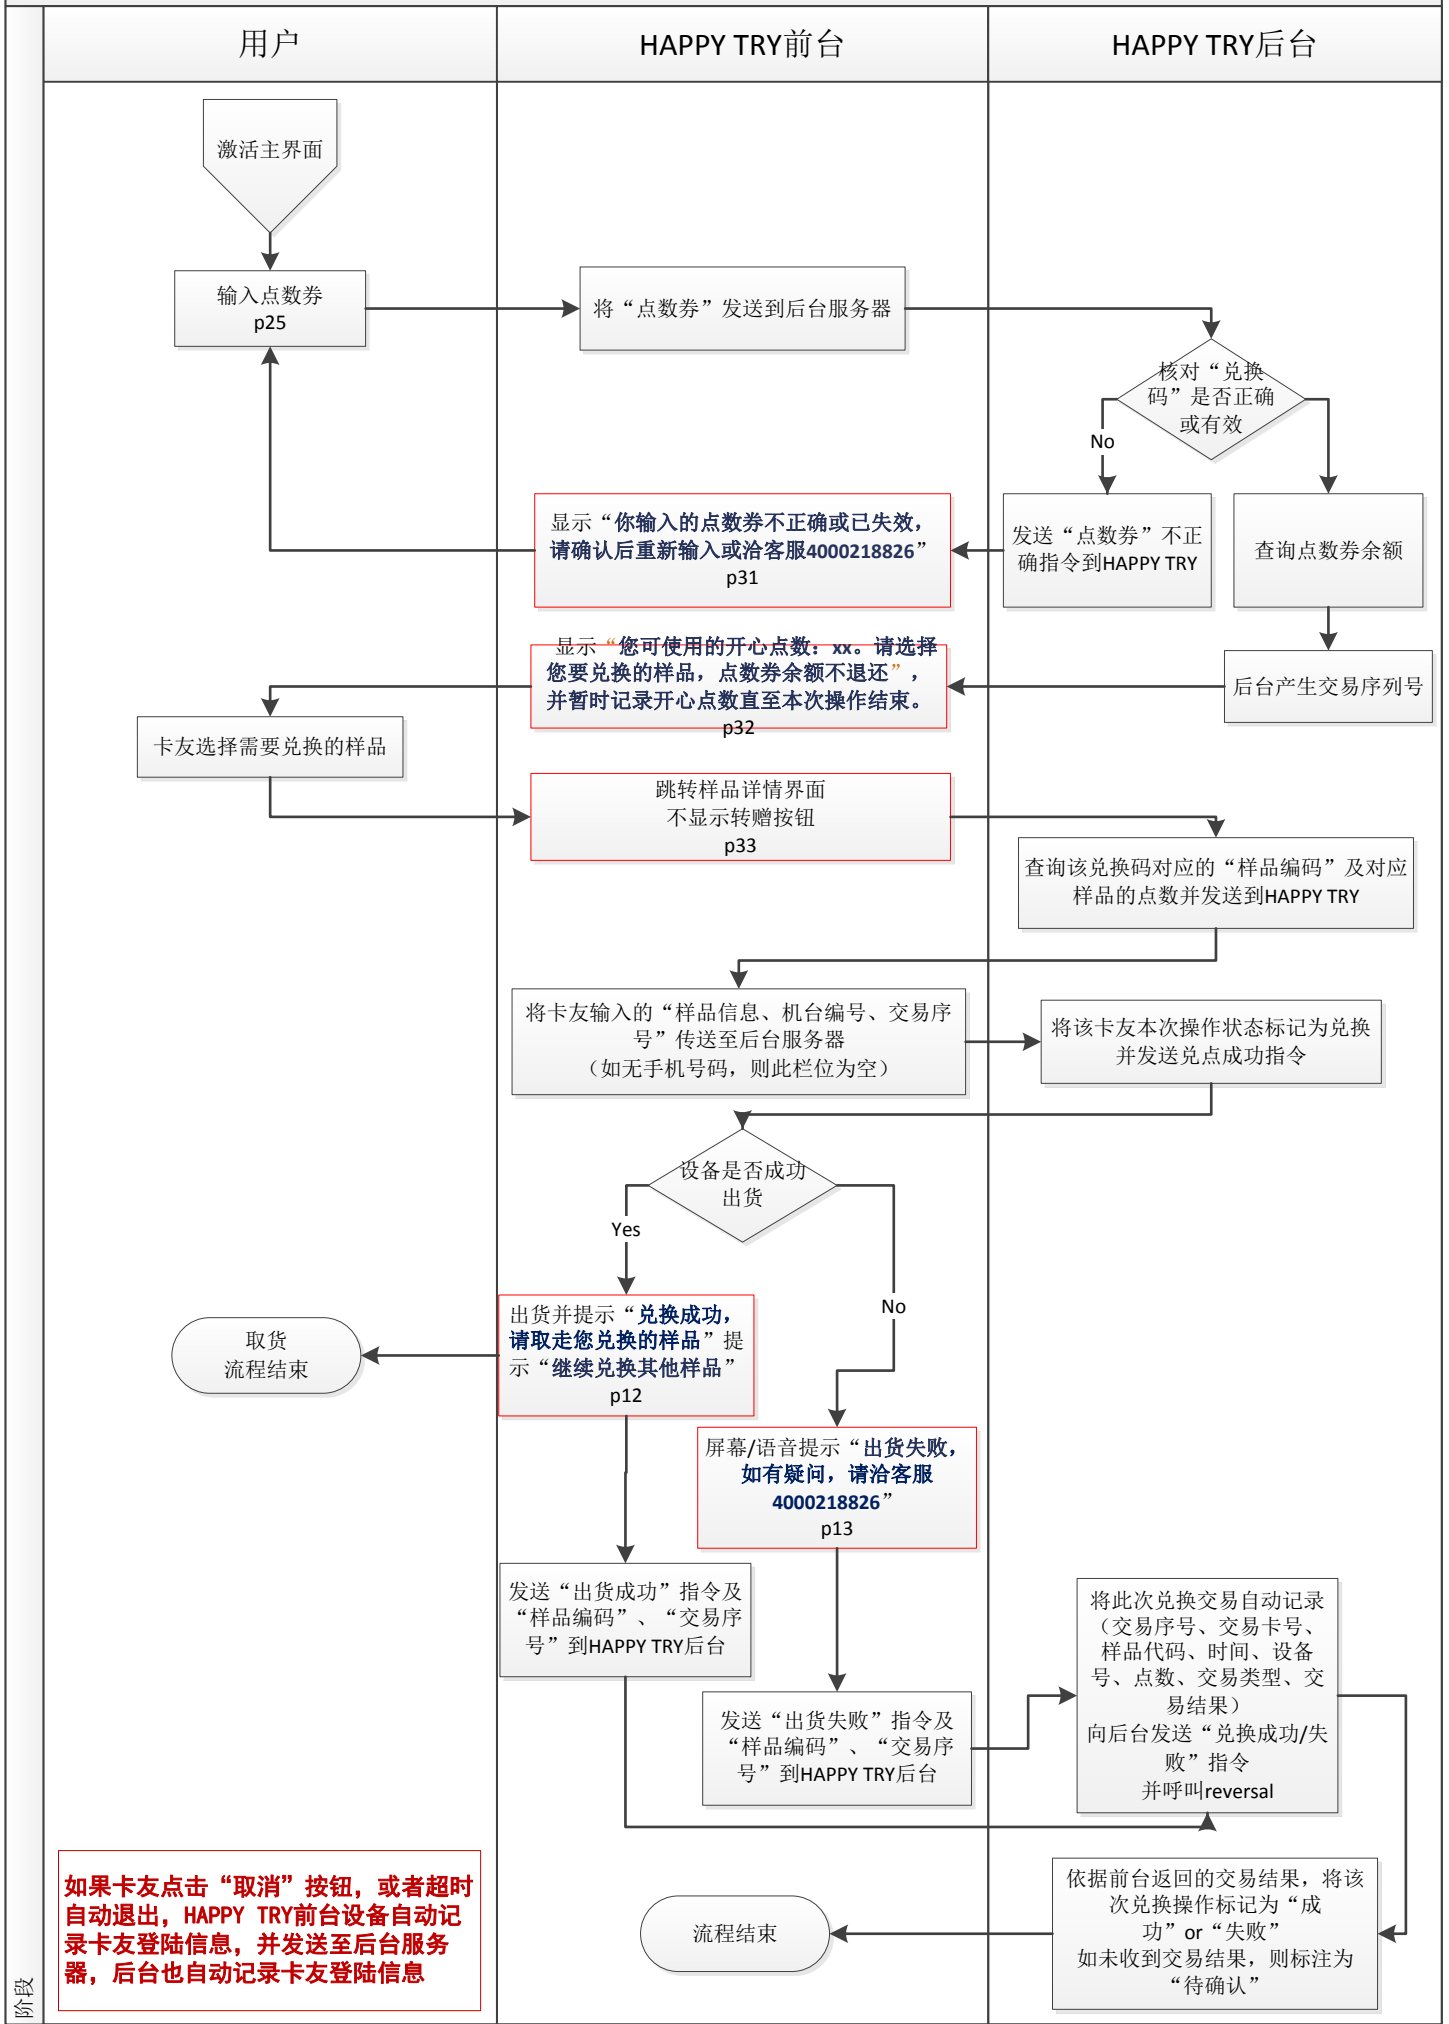 用户
HAPPY TRY前台
HAPPY TRY后台
激活主界面
输入点数券
p25
将“点数券”发送到后台服务器
核对“兑换
码”是否正确
或有效
No
显示“你输入的点数券不正确或已失效，
请确认后重新输入或洽客服4000218826”
p31
发送“点数券”不正
确指令到HAPPY TRY
查询点数券余额
显示“您可使用的开心点数：xx。请选择
您要兑换的样品，点数券余额不退还”，
并暂时记录开心点数直至本次操作结束。
p32
后台产生交易序列号
卡友选择需要兑换的样品
跳转样品详情界面
不显示转赠按钮
p33
查询该兑换码对应的“样品编码”及对应
样品的点数并发送到HAPPY TRY
将卡友输入的“样品信息、机台编号、交易序
号”传送至后台服务器
（如无手机号码，则此栏位为空）
将该卡友本次操作状态标记为兑换
并发送兑点成功指令
设备是否成功
出货
Yes
No
出货并提示“兑换成功，
请取走您兑换的样品”提
示“继续兑换其他样品”
p12
取货
流程结束
屏幕/语音提示“出货失败，
如有疑问，请洽客服
4000218826”
p13
发送“出货成功”指令及
“样品编码”、“交易序
号”到HAPPY TRY后台
发送“出货失败”指令及
“样品编码”、“交易序
号”到HAPPY TRY后台
将此次兑换交易自动记录
（交易序号、交易卡号、
样品代码、时间、设备
号、点数、交易类型、交
易结果）
向后台发送“兑换成功/失
败”指令
并呼叫reversal
依据前台返回的交易结果，将该
次兑换操作标记为“成
功”or“失败”
如未收到交易结果，则标注为
“待确认”
流程结束
如果卡友点击“取消”按钮，或者超时
自动退出，HAPPY TRY前台设备自动记
录卡友登陆信息，并发送至后台服务
器，后台也自动记录卡友登陆信息
阶段